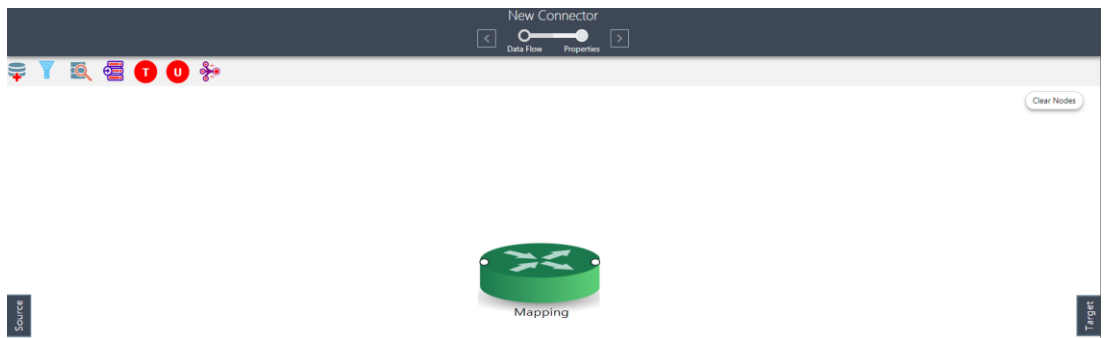 New Connector
<
>
Data Flow
Properties
T
U
Clear Nodes
Mapping
Source
Target